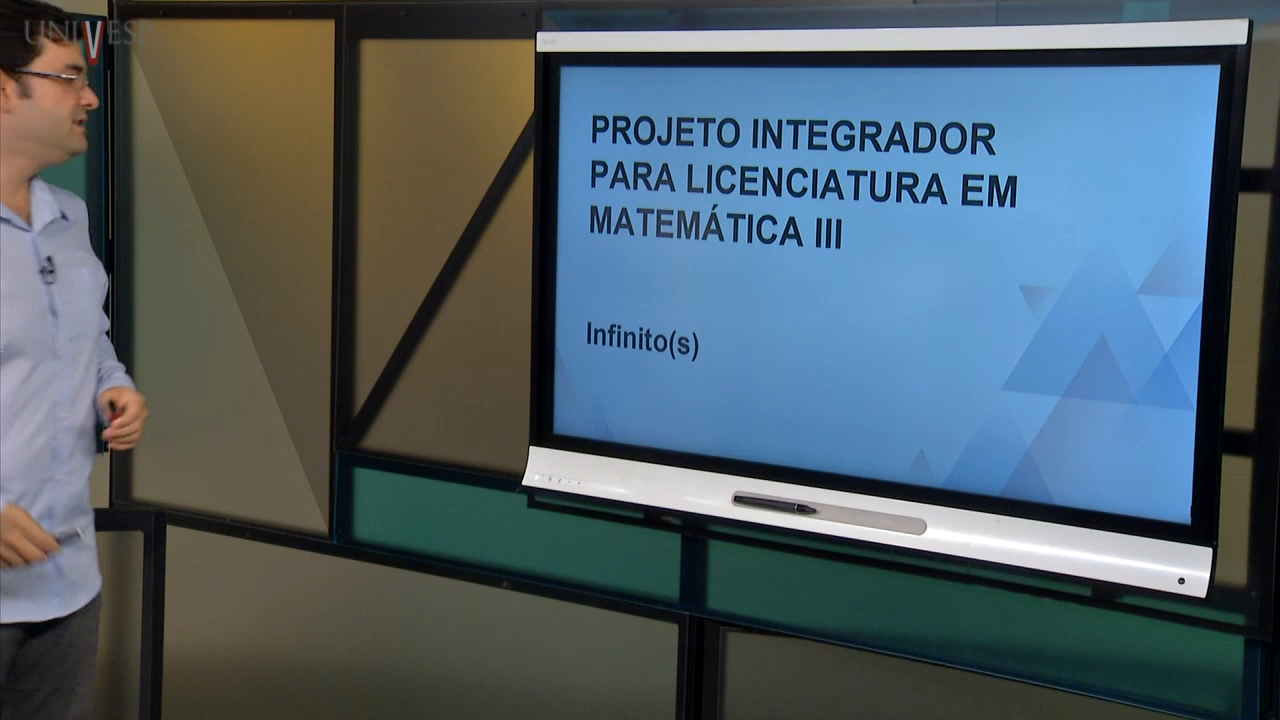 UNIVESP
PROJETO INTEGRADOR
PARA LICENCIATURA EM
MATEMÁTICA III
Infinito(s)